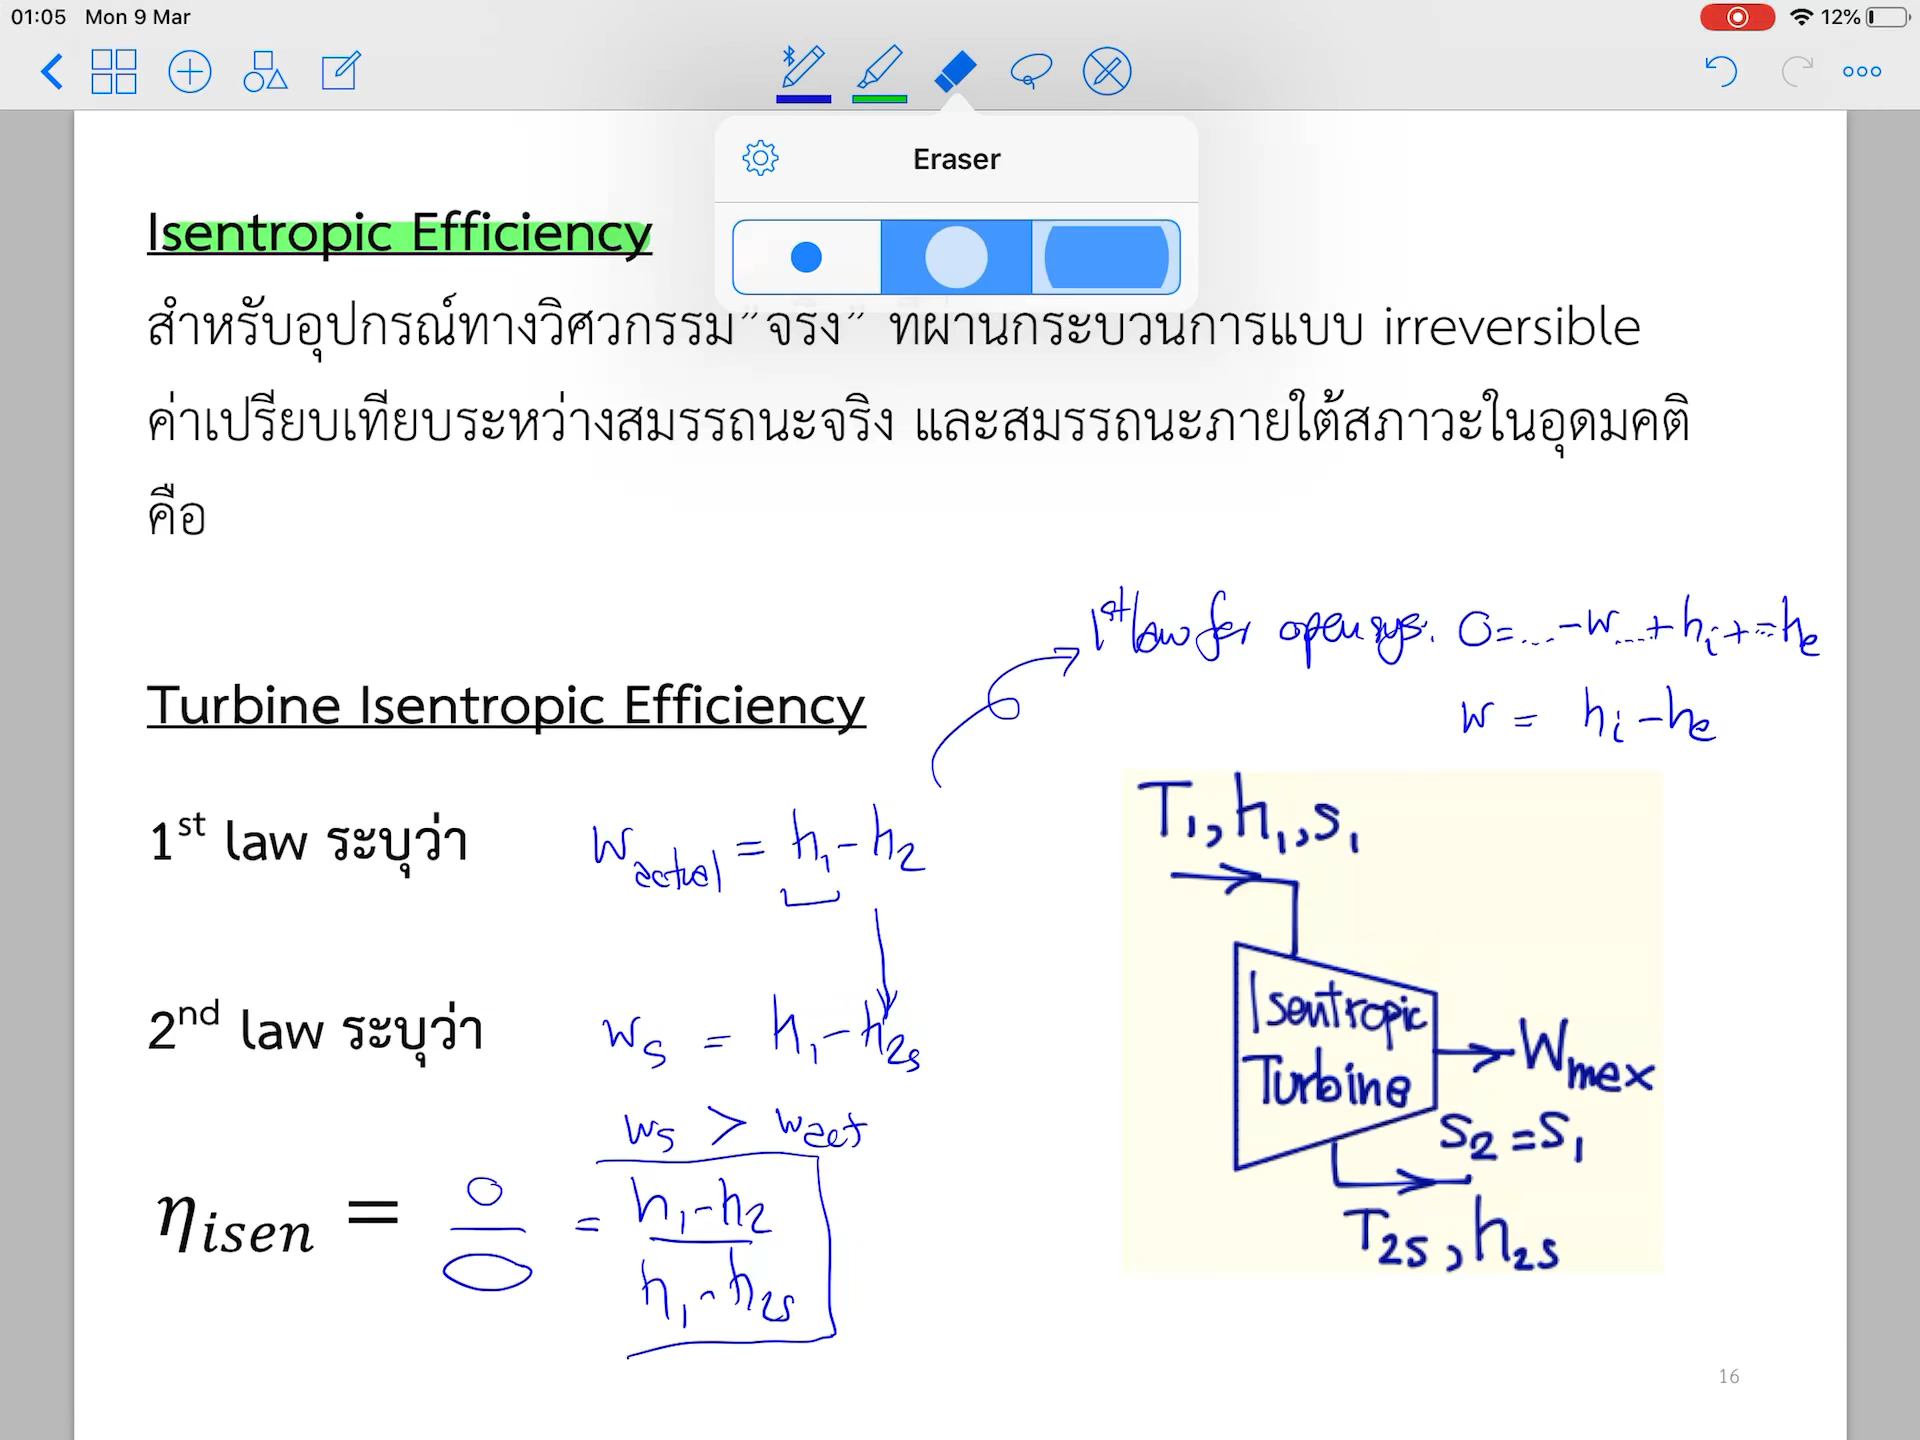 01:05 Mon 9 Mar 12%
Eraser
Isentropic Efficiency
สำหรับอุปกรณ์ทางวิศวกรรม”จริง” ที่ผ่านกระบวนการแบบ irreversible
ค่าเปรียบเทียบระหว่างสมรรถนะจริง และสมรรถนะภายใต้สภาวะในอุดมคติ
คือ
1st law for open sys. 0=...-w...+hi+...-he
w = hi-he
Turbine Isentropic Efficiency
T1,h1,s1
1st law ระบุว่า wactual = h1-h2
Isentropic
Turbine
Wmex
2nd law ระบุว่า ws = h1-h2s
ws > wact
s2=s1
ηisen = = h1-h2
h1-h2s
T2s,h2s
16